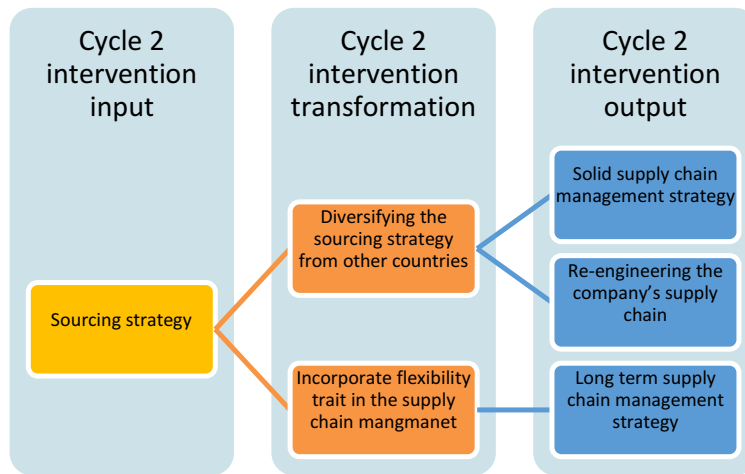 Cycle 2
intervention
input
Sourcing strategy
Cycle 2
intervention
transformation
Diversifying the
sourcing strategy
from other countries
Incorporate flexibility
trait in the supply
chain mangmanet
Cycle 2
intervention
output
Solid supply chain
management strategy
Re-engineering the
company’s supply
chain
Long term supply
chain management
strategy